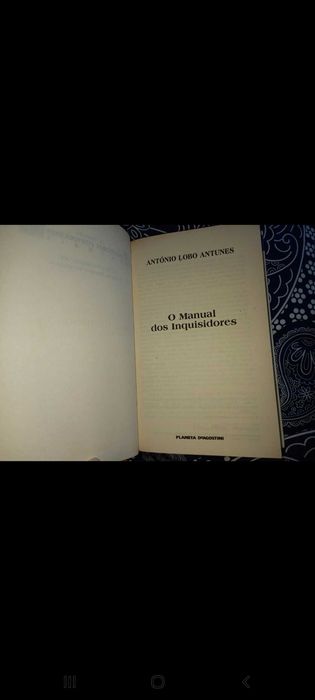 ANTÓNIO LOBO ANTUNES
O Manual
dos Inquisidores
PLANETA DeAGOSTINI